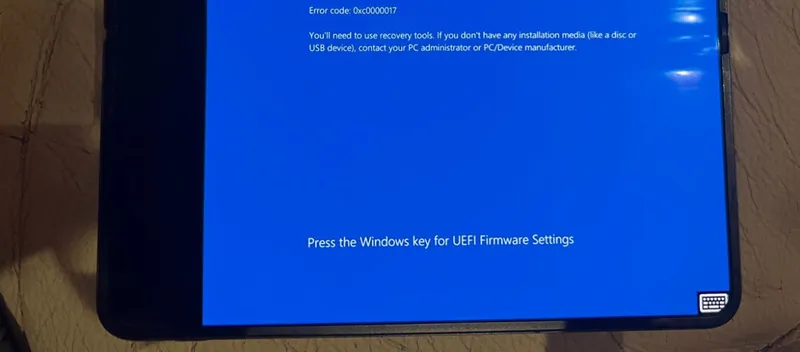 Error code: 0xc0000017
You'll need to use recovery tools. If you don't have any installation media (like a disc or
USB device), contact your PC administrator or PC/Device manufacturer.
Press the Windows key for UEFI Firmware Settings